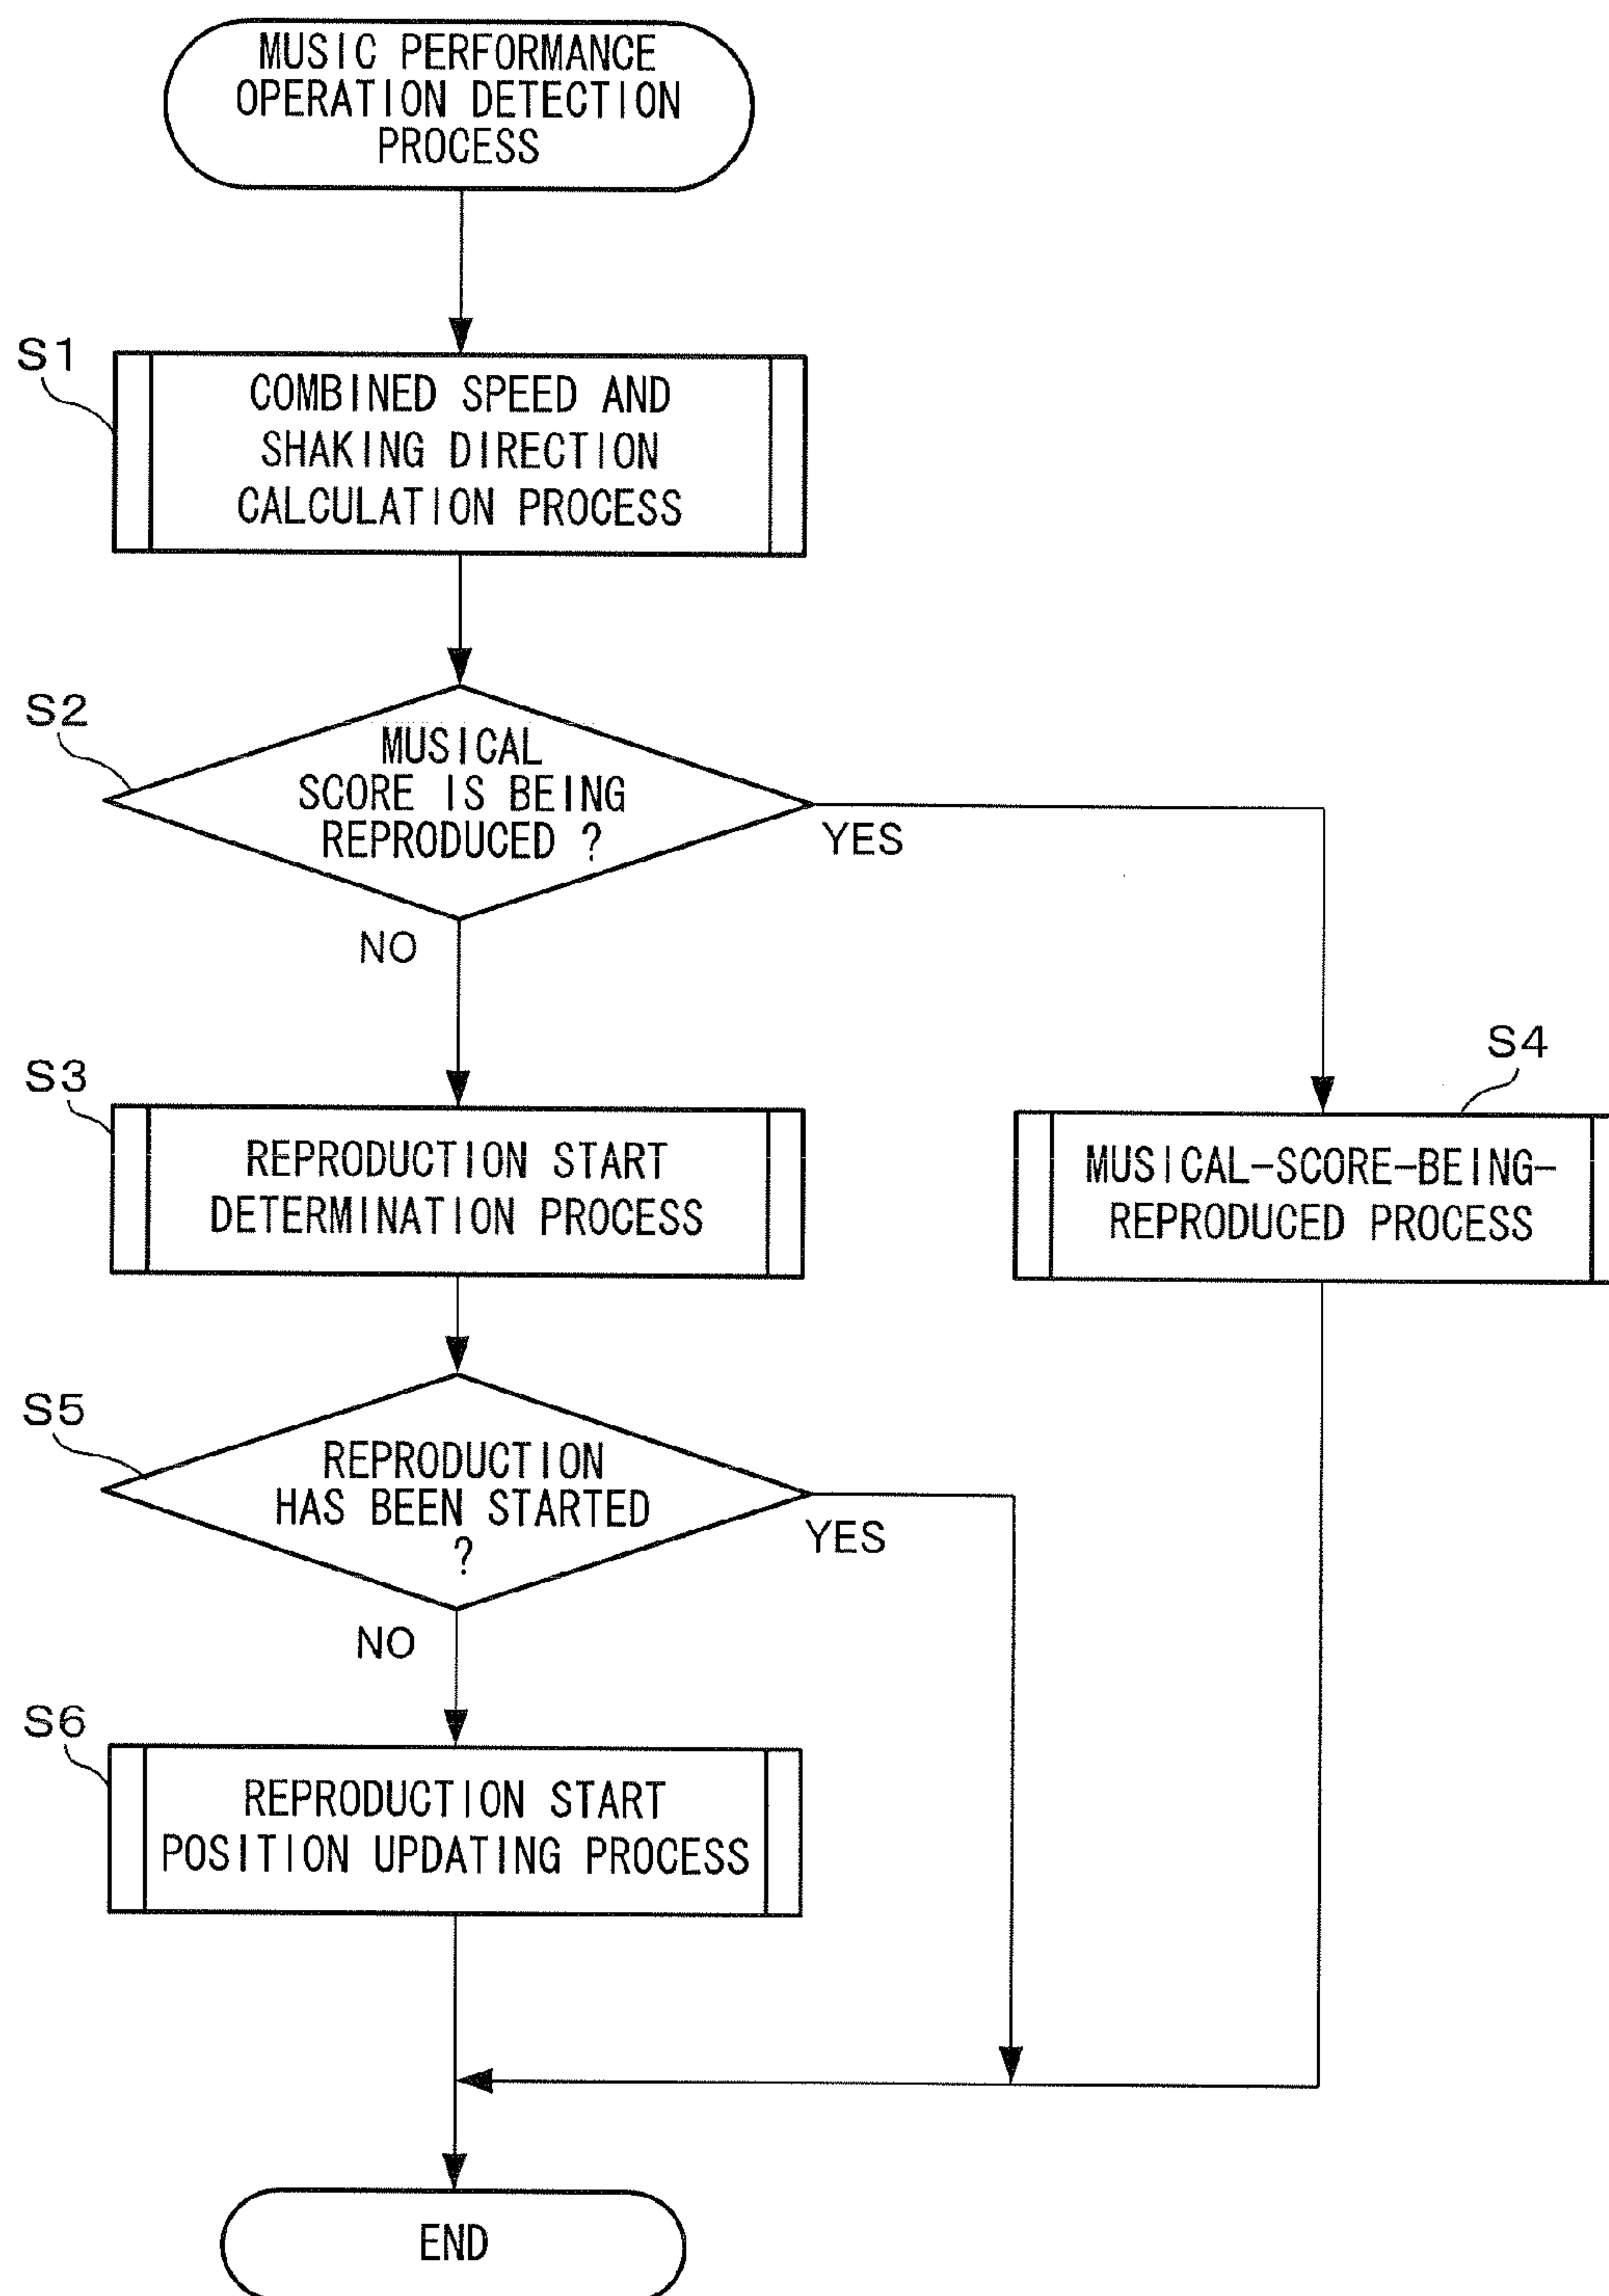 MUSIC PERFORMANCE
OPERATION DETECTION
PROCESS
S1
COMBINED SPEED AND
SHAKING DIRECTION
CALCULATION PROCESS
S2
MUSICAL
SCORE IS BEING
REPRODUCED ?
YES
NO
S3
REPRODUCTION START
DETERMINATION PROCESS
S4
MUSICAL-SCORE-BEING-
REPRODUCED PROCESS
S5
REPRODUCTION
HAS BEEN STARTED
?
YES
NO
S6
REPRODUCTION START
POSITION UPDATING PROCESS
END